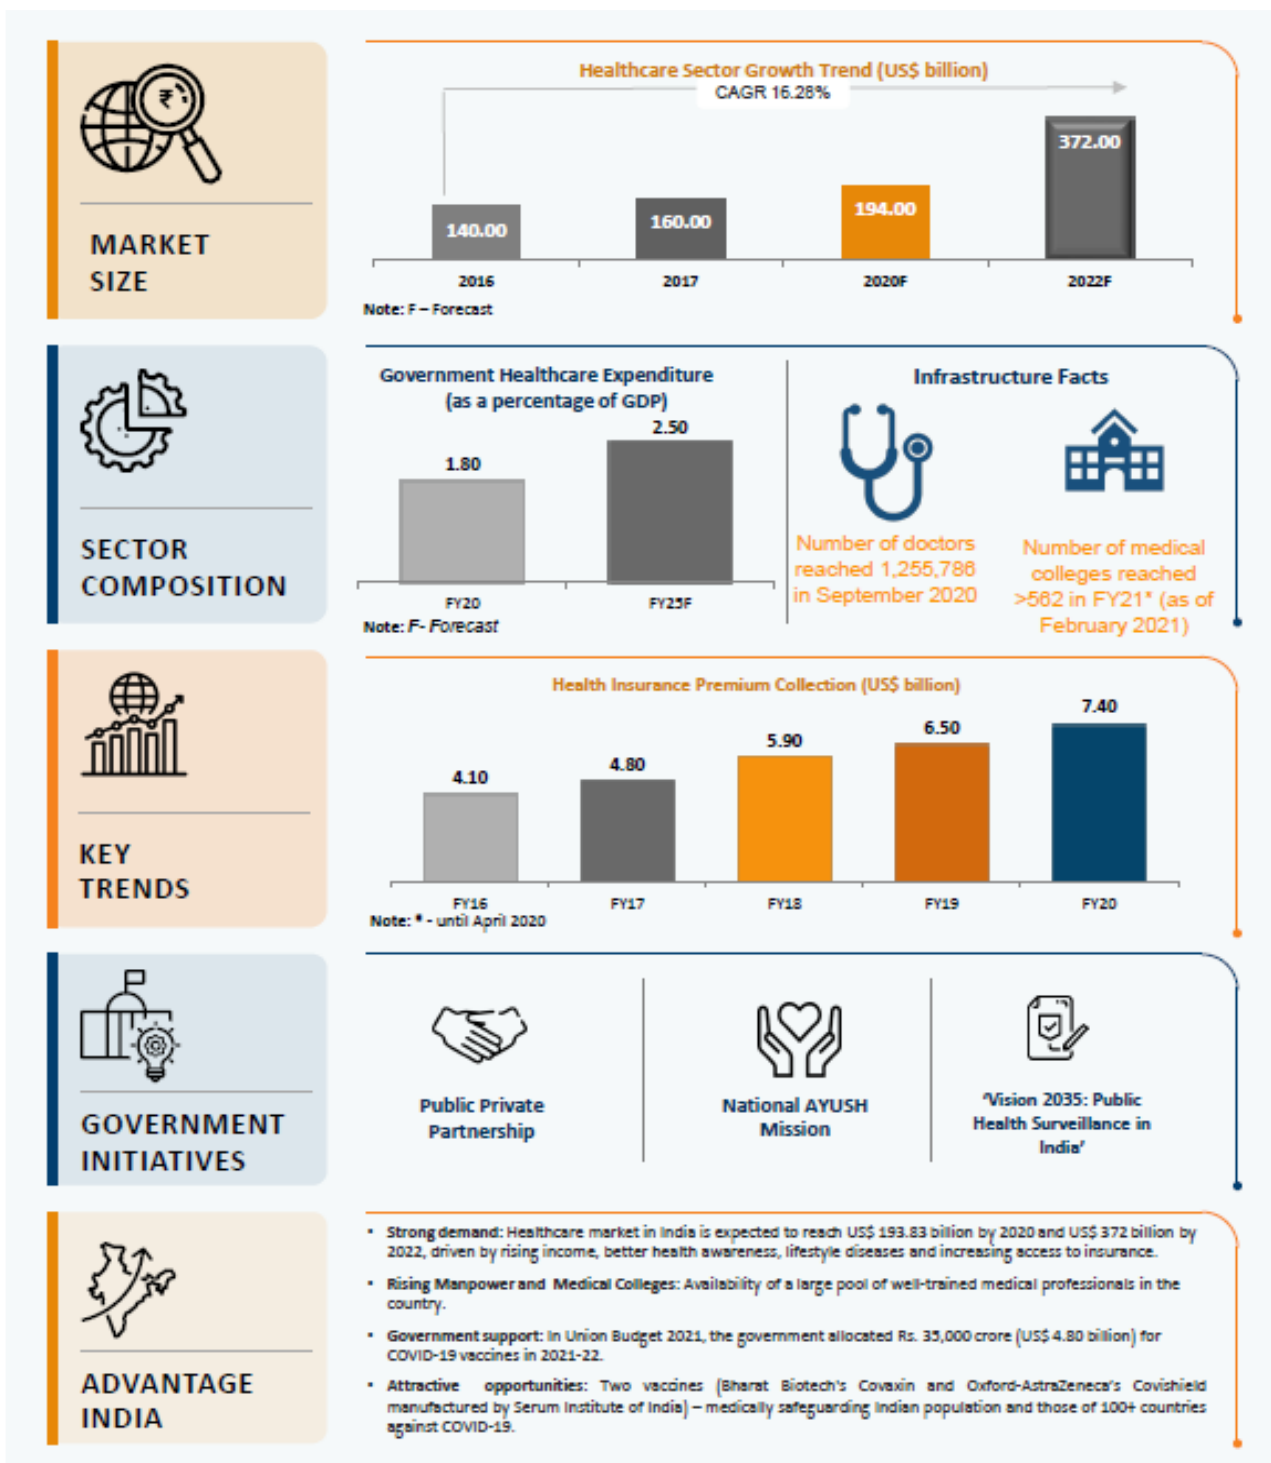 MARKET
SIZE
₹
Healthcare Sector Growth Trend (US$ billion)
CAGR 16.28%
140.00
160.00
194.00
372.00
2016
2017
2020F
2022F
Note: F – Forecast
SECTOR
COMPOSITION
Government Healthcare Expenditure
(as a percentage of GDP)
1.80
2.50
FY20
FY25F
Note: F- Forecast
Infrastructure Facts
Number of doctors
reached 1,255,786
in September 2020
Number of medical
colleges reached
>562 in FY21* (as of
February 2021)
KEY
TRENDS
Health Insurance Premium Collection (US$ billion)
4.10
4.80
5.90
6.50
7.40
FY16
FY17
FY18
FY19
FY20
Note: * - until April 2020
GOVERNMENT
INITIATIVES
Public Private
Partnership
National AYUSH
Mission
‘Vision 2035: Public
Health Surveillance in
India’
ADVANTAGE
INDIA
• Strong demand: Healthcare market in India is expected to reach US$ 193.83 billion by 2020 and US$ 372 billion by
2022, driven by rising income, better health awareness, lifestyle diseases and increasing access to insurance.
• Rising Manpower and Medical Colleges: Availability of a large pool of well-trained medical professionals in the
country.
• Government support: In Union Budget 2021, the government allocated Rs. 35,000 crore (US$ 4.80 billion) for
COVID-19 vaccines in 2021-22.
• Attractive opportunities: Two vaccines (Bharat Biotech's Covaxin and Oxford-AstraZeneca’s Covishield
manufactured by Serum Institute of India) – medically safeguarding Indian population and those of 100+ countries
against COVID-19.